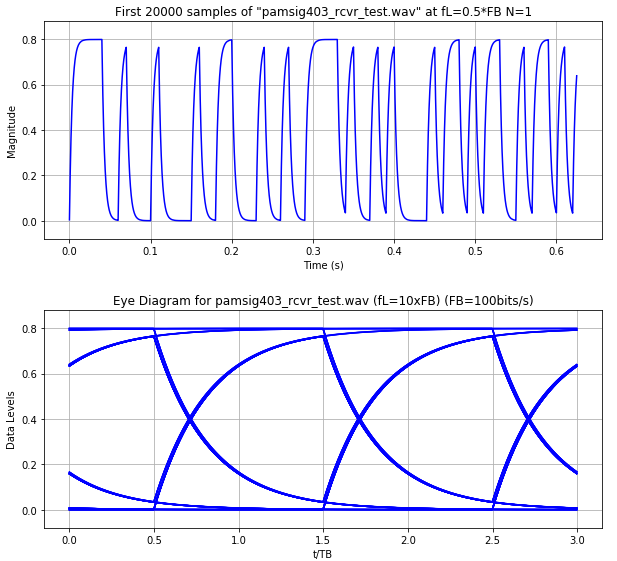 First 20000 samples of "pamsig403_rcvr_test.wav" at fL=0.5*FB N=1
0.8
0.6
0.4
0.2
0.0
Magnitude
0.0 0.1 0.2 0.3 0.4 0.5 0.6
Time (s)
Eye Diagram for pamsig403_rcvr_test.wav (fL=10xFB) (FB=100bits/s)
0.8
0.6
0.4
0.2
0.0
Data Levels
0.0 0.5 1.0 1.5 2.0 2.5 3.0
t/TB